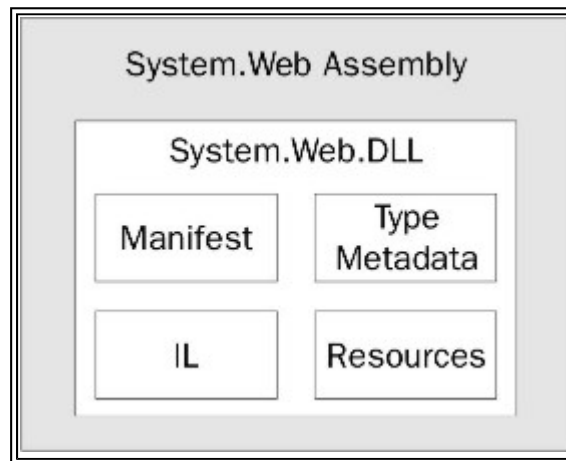 System.Web Assembly
System.Web.DLL
Manifest
Type
Metadata
IL
Resources